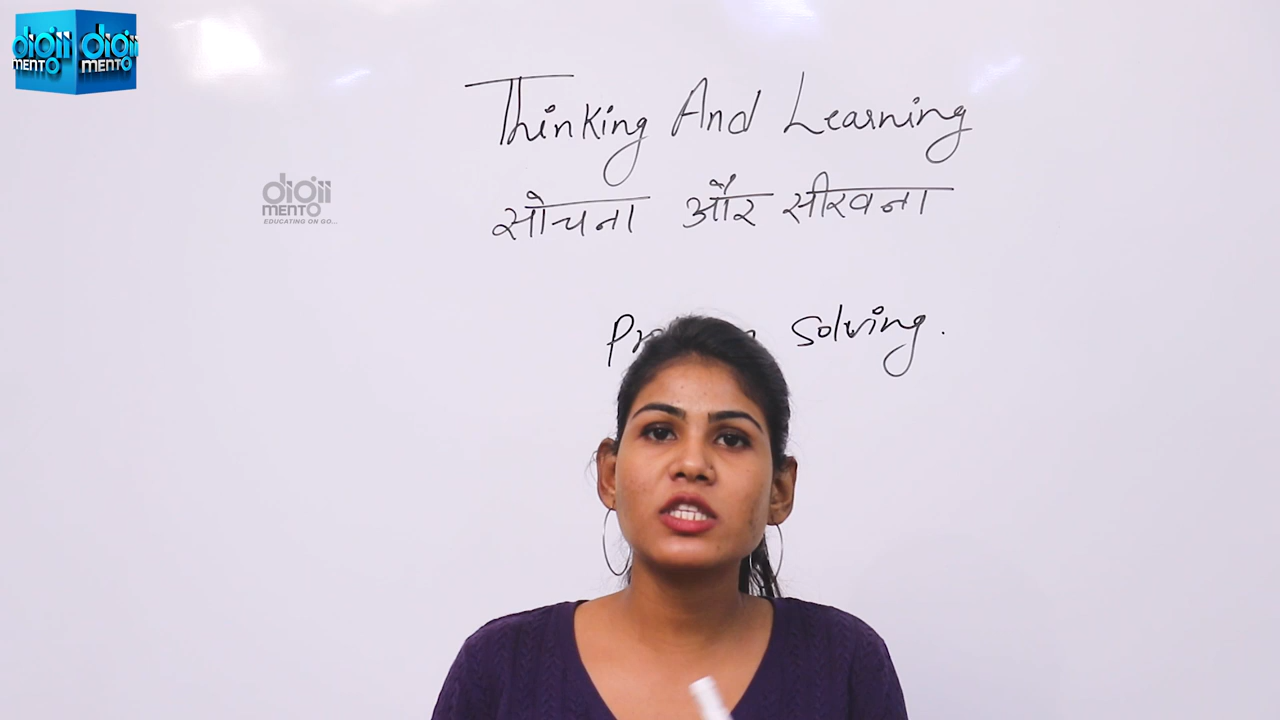 digii digii
MENTO MENTO
Thinking And Learning
सोचना और सीखना
digii
MENTO
EDUCATING ON GO...
Solving.